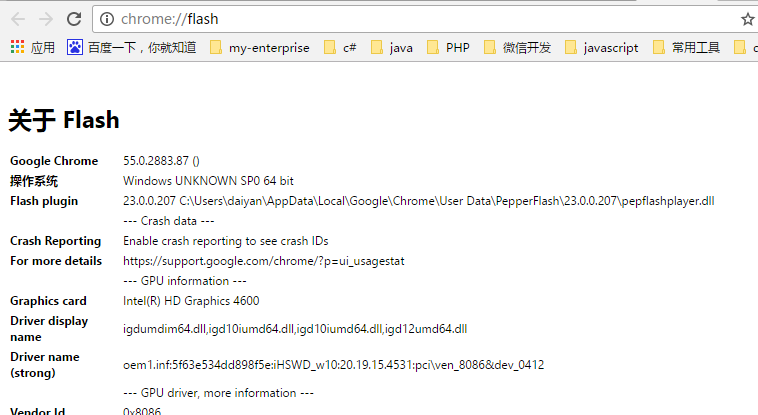 chrome://flash
应用 百度一下，你就知道 my-enterprise c# java PHP 微信开发 javascript 常用工具
关于 Flash
Google Chrome 55.0.2883.87 ()
操作系统 Windows UNKNOWN SP0 64 bit
Flash plugin 23.0.0.207 C:\Users\daiyan\AppData\Local\Google\Chrome\User Data\PepperFlash\23.0.0.207\pepflashplayer.dll
--- Crash data ---
Crash Reporting Enable crash reporting to see crash IDs
For more details https://support.google.com/chrome/?p=ui_usagestat
--- GPU information ---
Graphics card Intel(R) HD Graphics 4600
Driver display name igdumdim64.dll,igd10iumd64.dll,igd10iumd64.dll,igd12umd64.dll
Driver name (strong) oem1.inf:5f63e534dd898f5e:iHSWD_w10:20.19.15.4531:pci\ven_8086&dev_0412
--- GPU driver, more information ---
Vendor Id 0x8086